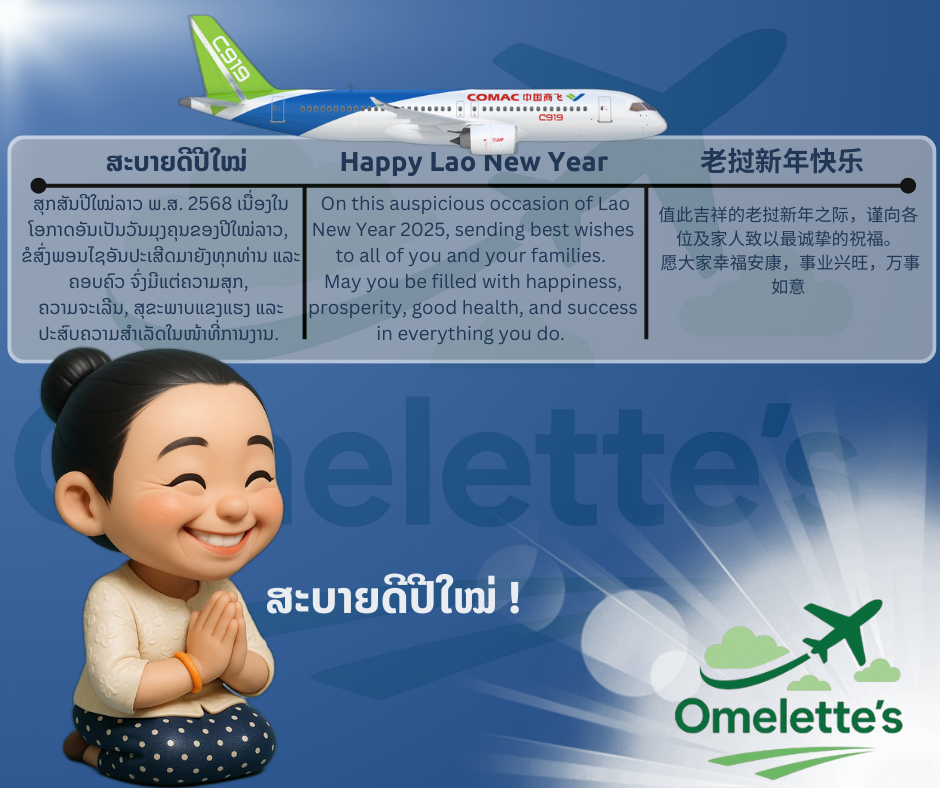 C919
COMAC 中国商飞
C919
ສະບາຍດີປີໃໝ່
ສຸກສັນປີໃໝ່ລາວ ພ.ສ. 2568 ເນື່ອງໃນ
ໂອກາດອັນເປັນວັນມຸງຄຸນຂອງປີໃໝ່ລາວ,
ຂໍສົ່ງພອນໄຊອັນປະເສີດມາຍັງທຸກທ່ານ ແລະ
ຄອບຄົວ ຈົ່ງມີແຕ່ຄວາມສຸກ,
ຄວາມຈະເລີນ, ສຸຂະພາບແຂງແຮງ ແລະ
ປະສົບຄວາມສຳເລັດໃນໜ້າທີ່ການງານ.
Happy Lao New Year
On this auspicious occasion of Lao
New Year 2025, sending best wishes
to all of you and your families.
May you be filled with happiness,
prosperity, good health, and success
in everything you do.
老挝新年快乐
值此吉祥的老挝新年之际，谨向各
位及家人致以最诚挚的祝福。
愿大家幸福安康，事业兴旺，万事
如意
Omelette's
ສະບາຍດີປີໃໝ່ !
Omelette's